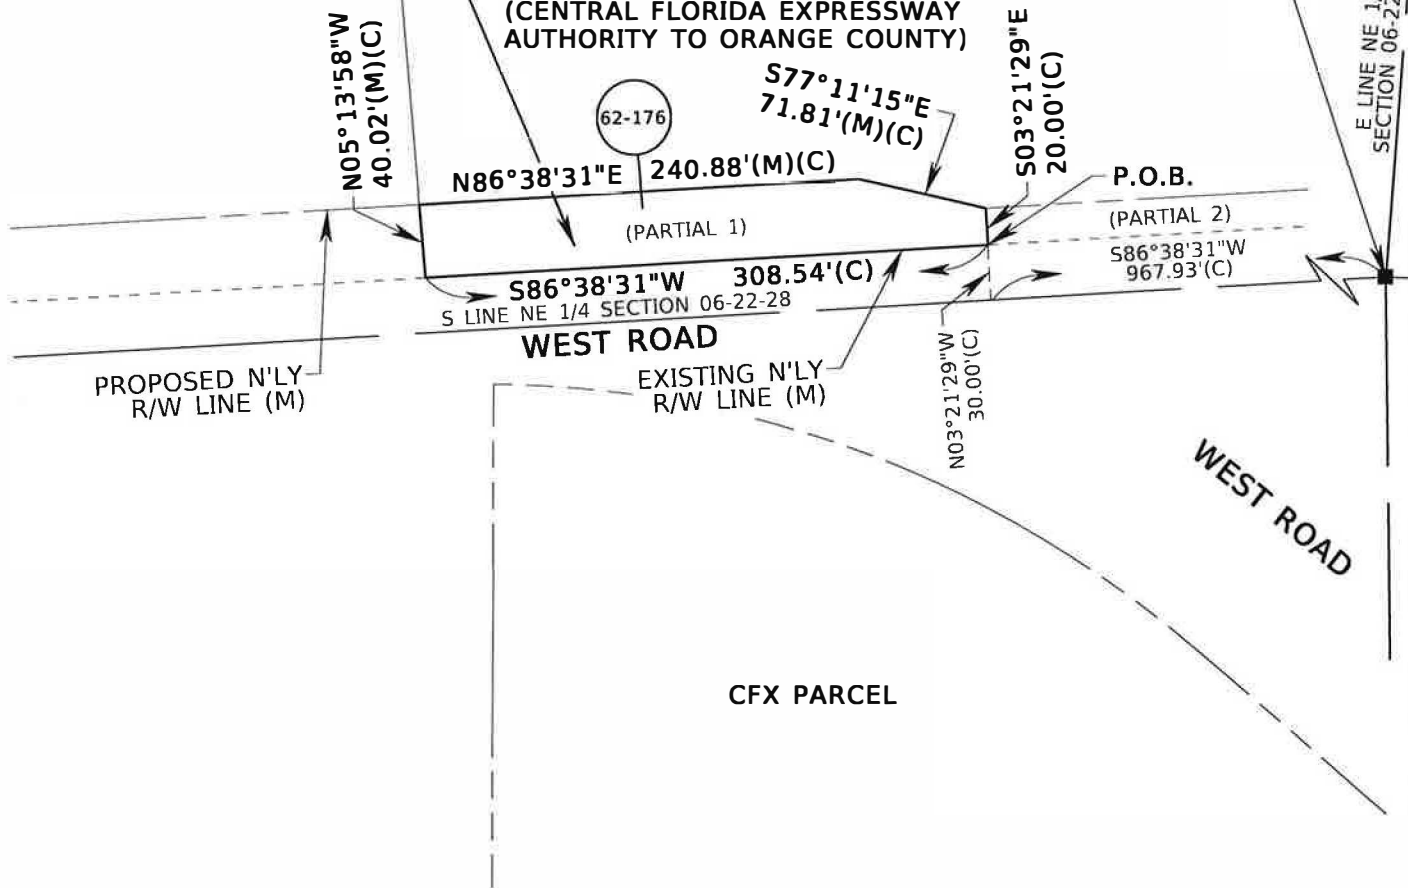 (CENTRAL FLORIDA EXPRESSWAY
AUTHORITY TO ORANGE COUNTY)
N05°13'58"W
40.02'(M)(C)
62-176
S77°11'15"E
71.81'(M)(C)
S03°21'29"E
20.00'(C)
E LINE NE
SECTION 06-22
N86°38'31"E 240.88'(M)(C)
P.O.B.
(PARTIAL 1)
(PARTIAL 2)
S86°38'31"W
967.93'(C)
S86°38'31"W 308.54'(C)
S LINE NE 1/4 SECTION 06-22-28
WEST ROAD
PROPOSED N'LY
R/W LINE (M)
EXISTING N'LY
R/W LINE (M)
N03°21'29"W
30.00'(C)
WEST ROAD
CFX PARCEL